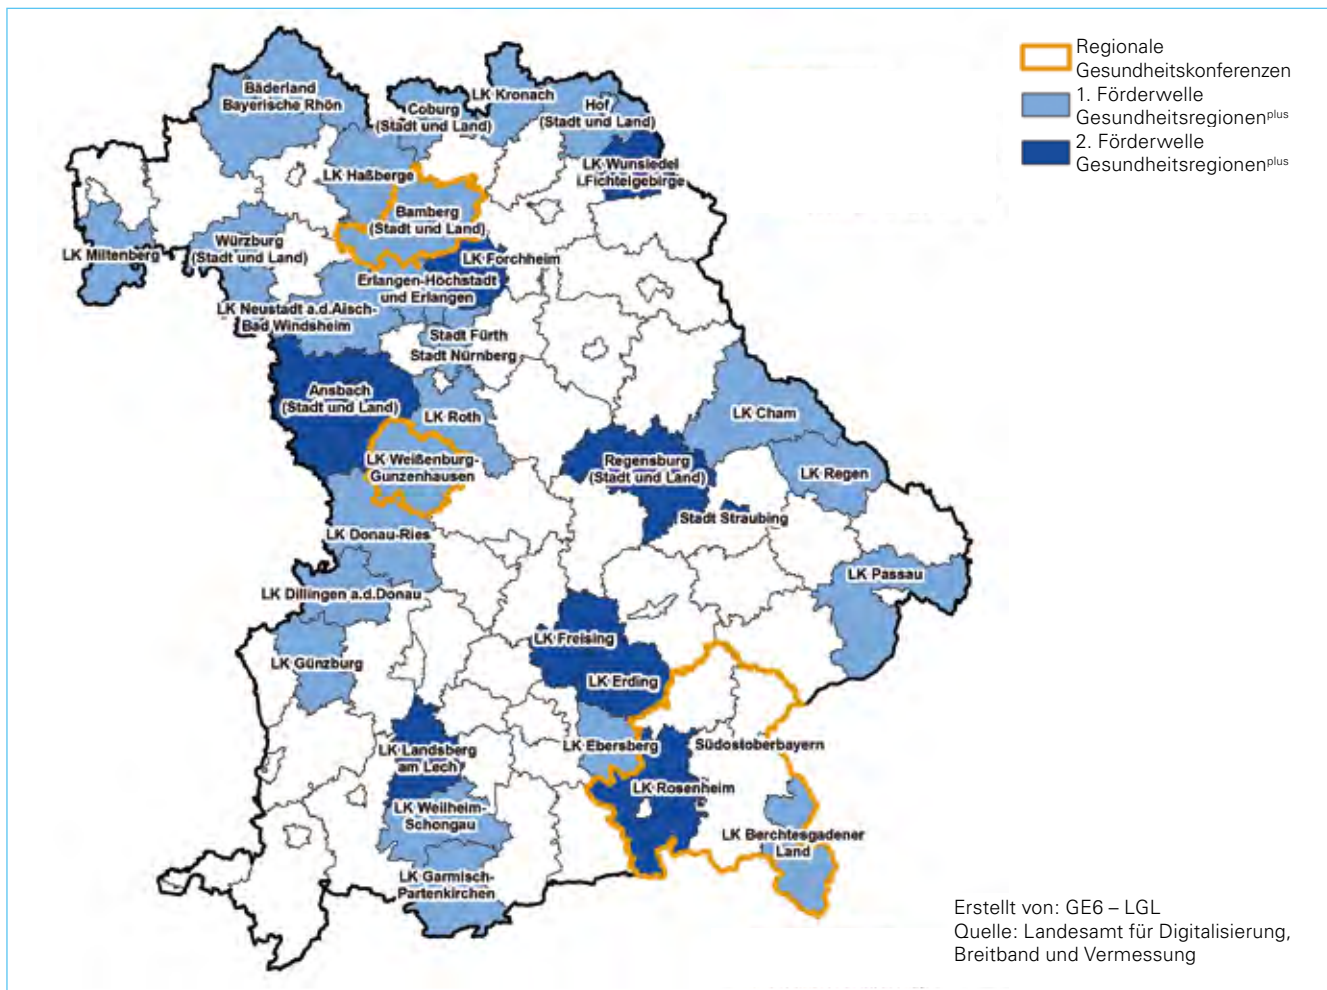 Regionale
Gesundheitskonferenzen
1. Förderwelle
Gesundheitsregionenplus
2. Förderwelle
Gesundheitsregionenplus
Bäderland
Bayerische Rhön
Coburg
(Stadt und Land)
LK Kronach
Hof
(Stadt und Land)
LK Wunsiedel
i.Fichtelgebirge
LK Haßberge
Bamberg
(Stadt und Land)
LK Miltenberg
Würzburg
(Stadt und Land)
LK Forchheim
Erlangen-Höchstadt
und Erlangen
LK Neustadt a.d.Aisch-
Bad Windsheim
Stadt Fürth
Stadt Nürnberg
Ansbach
(Stadt und Land)
LK Roth
LK Cham
LK Weißenburg-
Gunzenhausen
Regensburg
(Stadt und Land)
LK Regen
Stadt Straubing
LK Donau-Ries
LK Passau
LK Dillingen a.d.Donau
LK Freising
LK Günzburg
LK Erding
LK Landsberg
am Lech
LK Ebersberg
Südostoberbayern
LK Rosenheim
LK Weilheim-
Schongau
LK Berchtesgadener
Land
LK Garmisch-
Partenkirchen
Erstellt von: GE6 – LGL
Quelle: Landesamt für Digitalisierung,
Breitband und Vermessung